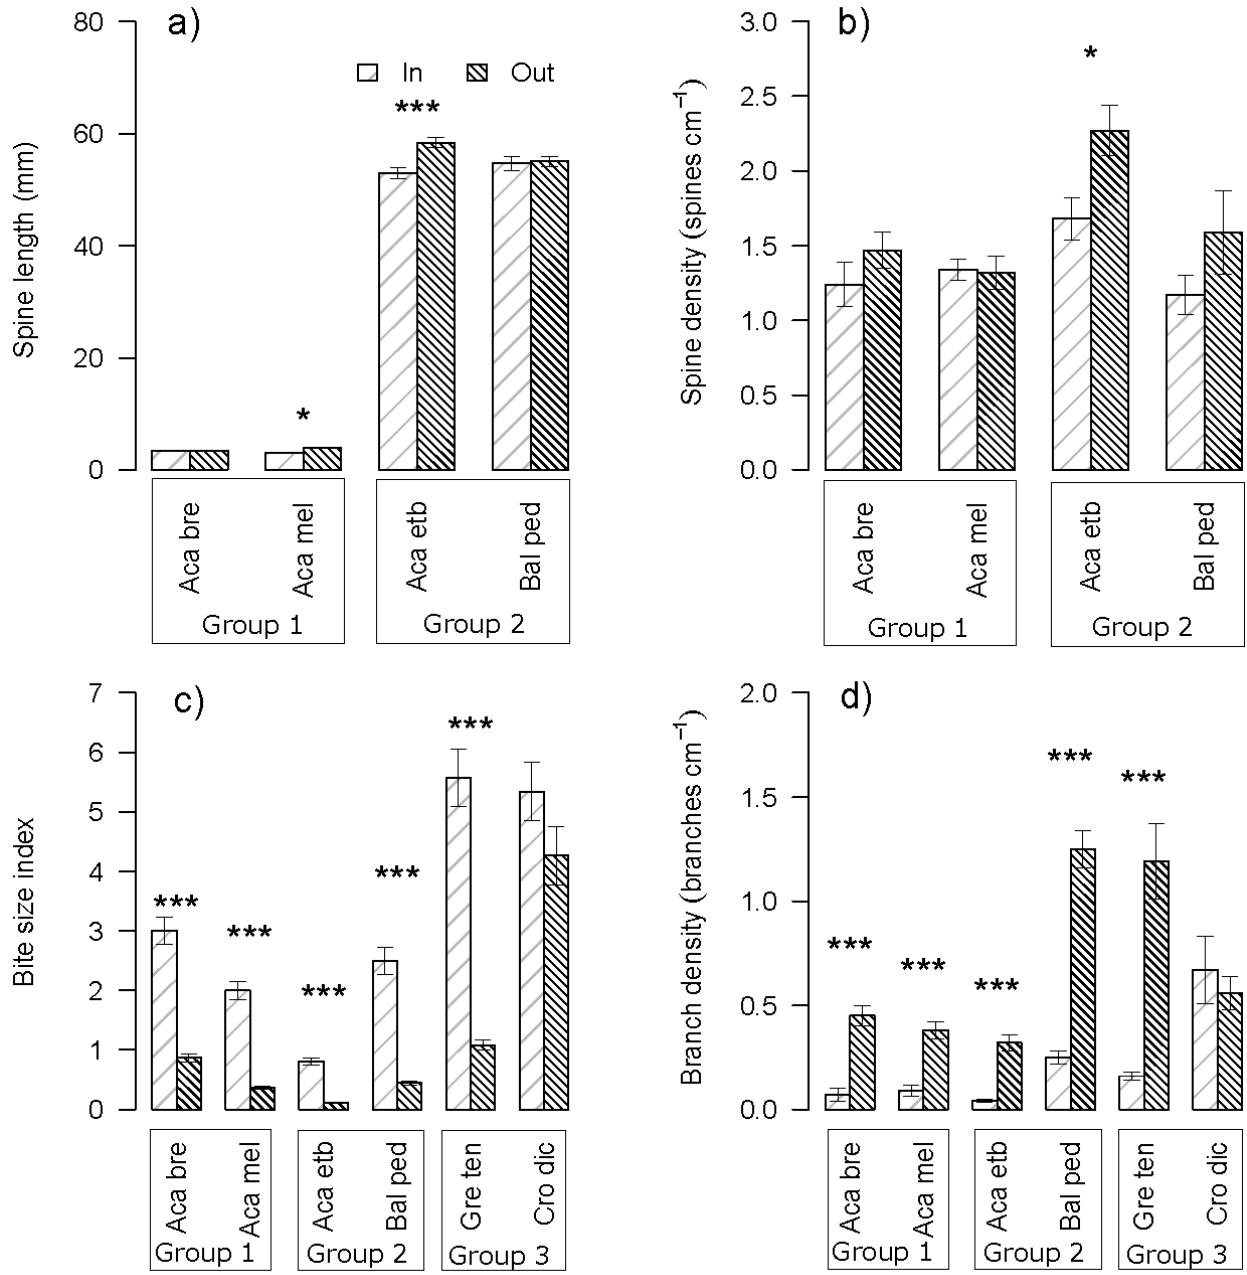 a)
In Out
Spine length (mm)
80
60
40
20
0
***
*
Aca bre
Aca mel
Aca etb
Bal ped
Group 1
Group 2
b)
Spine density (spines cm⁻¹)
3.0
2.5
2.0
1.5
1.0
0.5
0.0
*
Aca bre
Aca mel
Aca etb
Bal ped
Group 1
Group 2
c)
Bite size index
7
6
5
4
3
2
1
0
***
***
***
***
***
Aca bre
Aca mel
Aca etb
Bal ped
Gre ten
Cro dic
Group 1
Group 2
Group 3
d)
Branch density (branches cm⁻¹)
2.0
1.5
1.0
0.5
0.0
***
***
***
***
***
Aca bre
Aca mel
Aca etb
Bal ped
Gre ten
Cro dic
Group 1
Group 2
Group 3